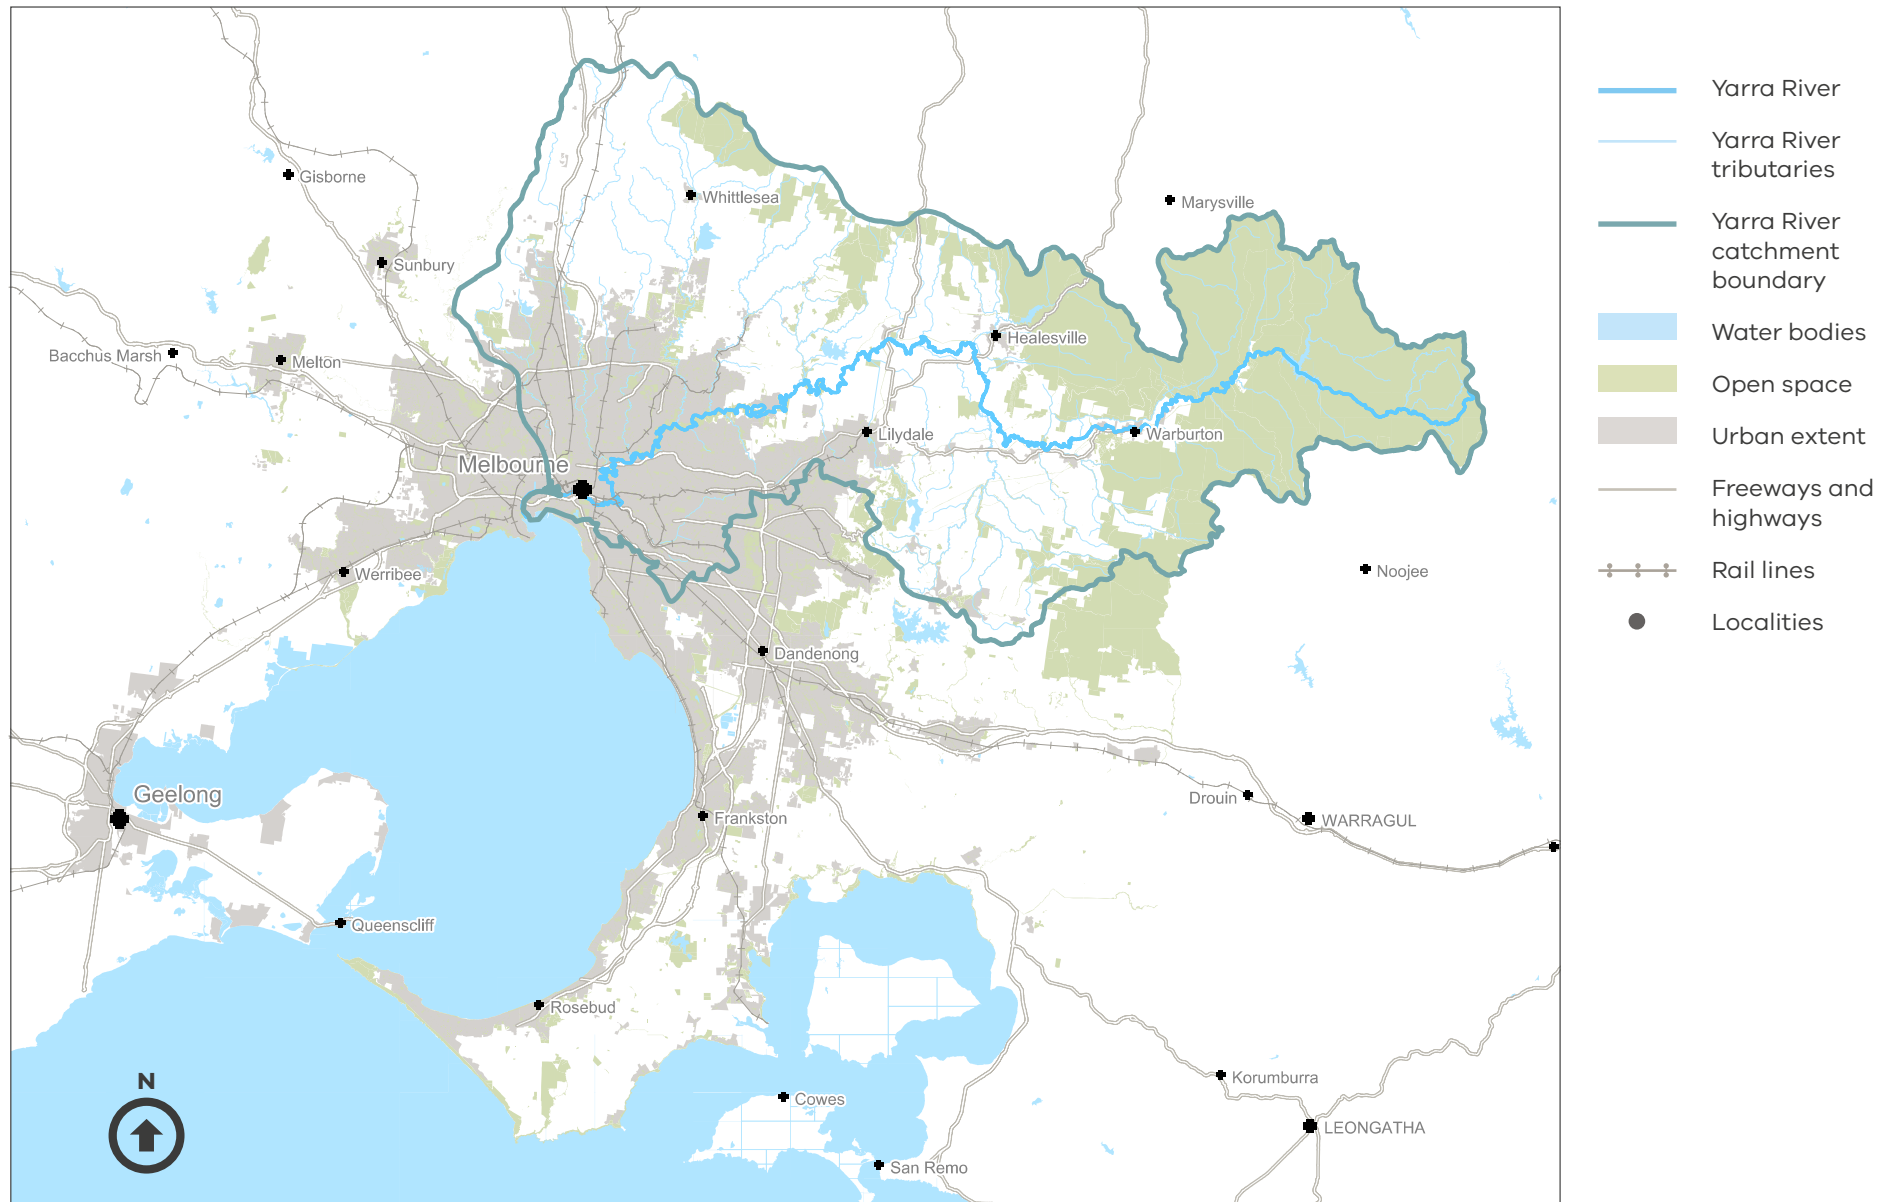 Gisborne
Whittlesea
Marysville
Sunbury
Healesville
Bacchus Marsh
Melton
Lilydale
Warburton
Melbourne
Werribee
Noojee
Dandenong
Geelong
Drouin
WARRAGUL
Frankston
Queenscliff
Rosebud
Korumburra
Cowes
LEONGATHA
San Remo
N
Yarra River
Yarra River
tributaries
Yarra River
catchment
boundary
Water bodies
Open space
Urban extent
Freeways and
highways
Rail lines
Localities